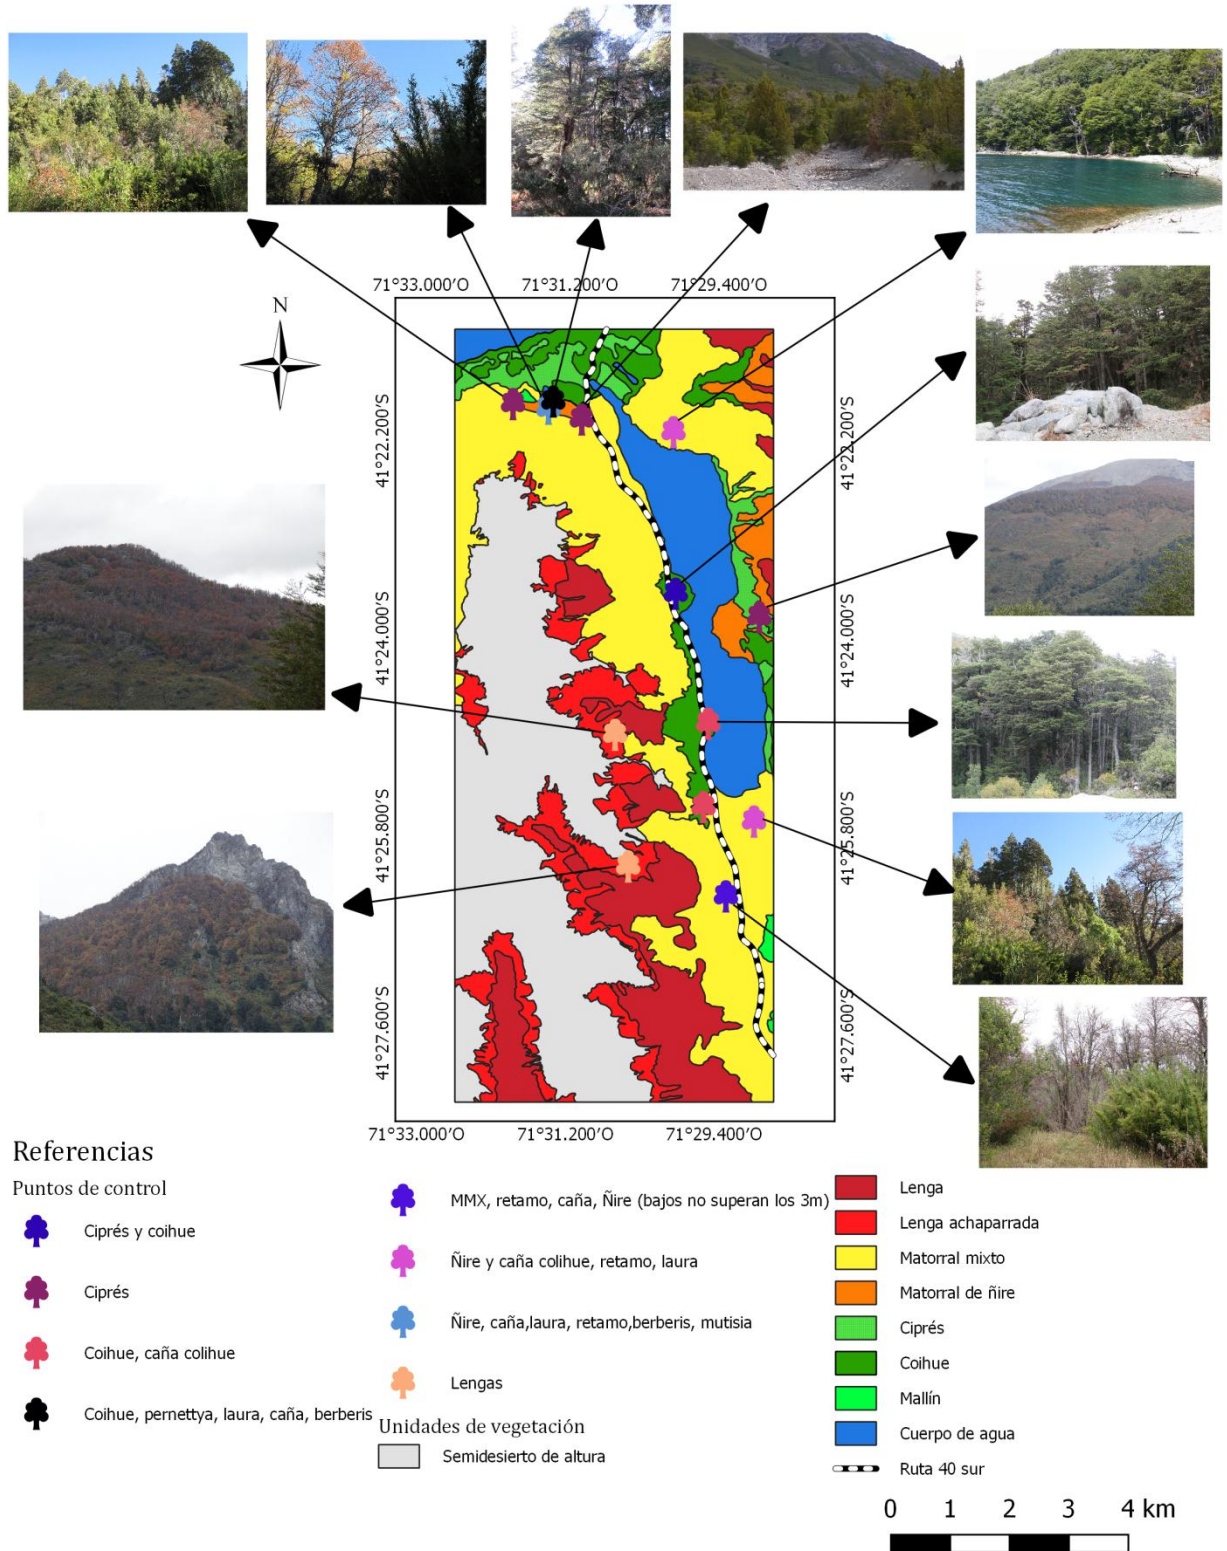 71°33.000'O 71°31.200'O 71°29.400'O
N
41°22.200'S
41°22.200'S
41°24.000'S
41°24.000'S
41°25.800'S
41°25.800'S
41°27.600'S
41°27.600'S
71°33.000'O 71°31.200'O 71°29.400'O
Referencias
Puntos de control
Ciprés y coihue
Ciprés
Coihue, caña colihue
Coihue, pernettya, laura, caña, berberis
MMX, retamo, caña, Ñire (bajos no superan los 3m)
Ñire y caña colihue, retamo, laura
Ñire, caña,laura, retamo,berberis, mutisia
Lengas
Unidades de vegetación
Semidesierto de altura
Lenga
Lenga achaparrada
Matorral mixto
Matorral de ñire
Ciprés
Coihue
Mallín
Cuerpo de agua
Ruta 40 sur
0 1 2 3 4 km